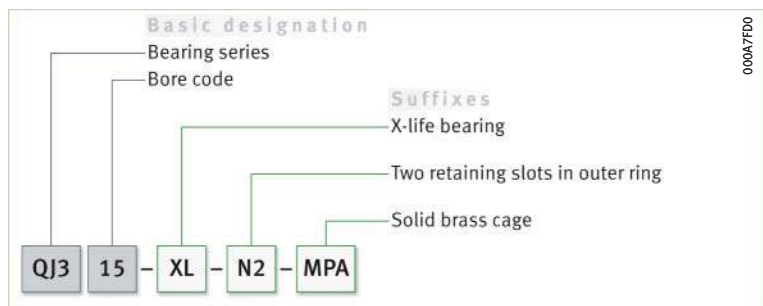 Basic designation
Bearing series
Bore code
Suffixes
X-life bearing
Two retaining slots in outer ring
Solid brass cage
QJ3 15 – XL – N2 – MPA
000A7FD0